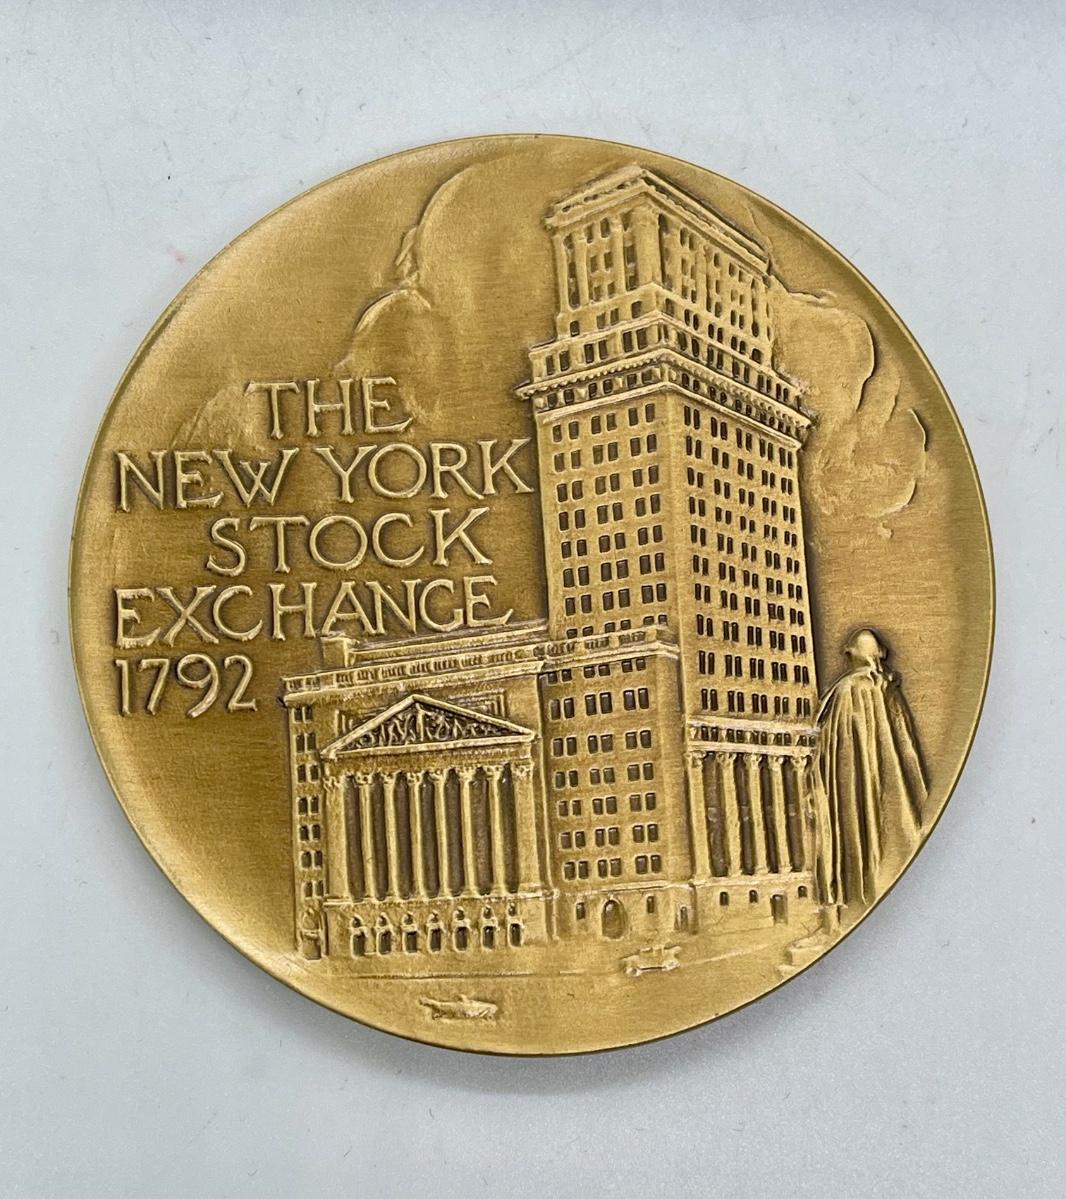 THE
NEW YORK
STOCK
EXCHANGE
1792